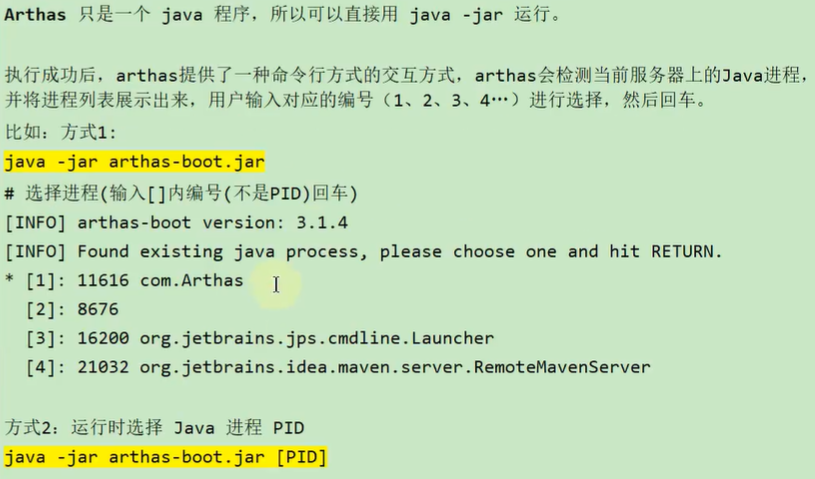 Arthas 只是一个 java 程序，所以可以直接用 java -jar 运行。
执行成功后，arthas提供了一种命令行方式的交互方式，arthas会检测当前服务器上的Java进程，
并将进程列表展示出来，用户输入对应的编号（1、2、3、4…）进行选择，然后回车。
比如：方式1:
java -jar arthas-boot.jar
# 选择进程(输入[]内编号(不是PID)回车)
[INFO] arthas-boot version: 3.1.4
[INFO] Found existing java process, please choose one and hit RETURN.
* [1]: 11616 com.Arthas
  [2]: 8676
  [3]: 16200 org.jetbrains.jps.cmdline.Launcher
  [4]: 21032 org.jetbrains.idea.maven.server.RemoteMavenServer
方式2：运行时选择 Java 进程 PID
java -jar arthas-boot.jar [PID]